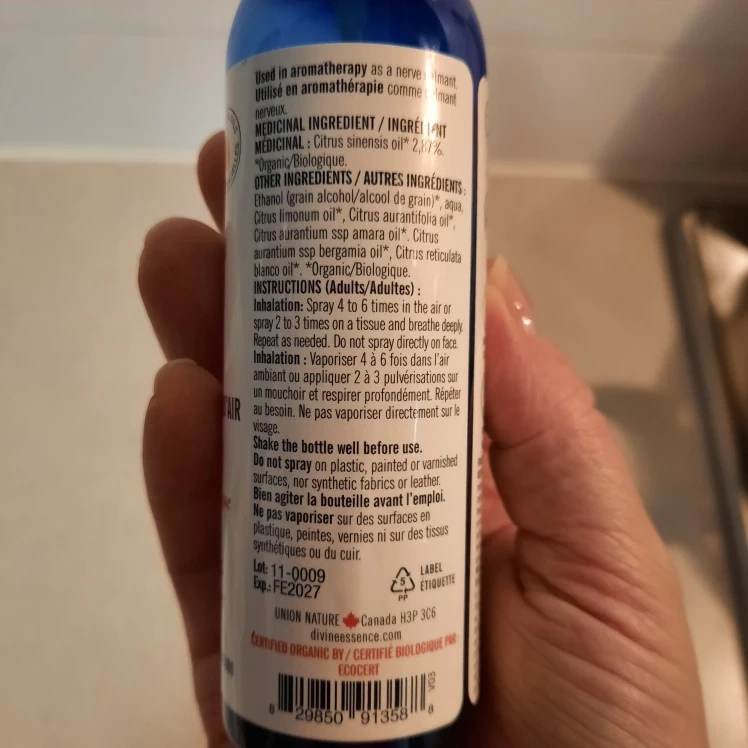 Used in aromatherapy as a nerve calmant.
Utilisé en aromathérapie comme calmant
nerveux.
MEDICINAL INGREDIENT / INGRÉDIENT
MÉDICINAL : Citrus sinensis oil* 2,87%.
*Organic/Biologique.
OTHER INGREDIENTS / AUTRES INGRÉDIENTS :
Ethanol (grain alcohol/alcool de grain)*, aqua,
Citrus limonum oil*, Citrus aurantifolia oil*,
Citrus aurantium ssp amara oil*. Citrus
aurantium ssp bergamia oil*, Citrus reticulata
blanco oil*. *Organic/Biologique.
INSTRUCTIONS (Adults/Adultes) :
Inhalation: Spray 4 to 6 times in the air or
spray 2 to 3 times on a tissue and breathe deeply.
Repeat as needed. Do not spray directly on face.
Inhalation : Vaporiser 4 à 6 fois dans l'air
ambiant ou appliquer 2 à 3 pulvérisations sur
un mouchoir et respirer profondément. Répéter
au besoin. Ne pas vaporiser directement sur le
visage.
Shake the bottle well before use.
Do not spray on plastic, painted or varnished
surfaces, nor synthetic fabrics or leather.
Bien agiter la bouteille avant l'emploi.
Ne pas vaporiser sur des surfaces en
plastique, peintes, vernies ni sur des tissus
synthétiques ou du cuir.
Lot: 11-0009
Exp.: FE2027
5
PP
LABEL
ÉTIQUETTE
UNION NATURE Canada H3P 3C6
divineessence.com
CERTIFIED ORGANIC BY / CERTIFIÉ BIOLOGIQUE PAR
ECOCERT
8 29850 91358 8
V03